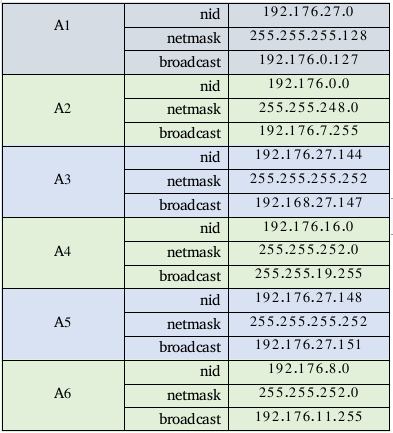 A1
nid 192.176.27.0
netmask 255.255.255.128
broadcast 192.176.0.127
A2
nid 192.176.0.0
netmask 255.255.248.0
broadcast 192.176.7.255
A3
nid 192.176.27.144
netmask 255.255.255.252
broadcast 192.168.27.147
A4
nid 192.176.16.0
netmask 255.255.252.0
broadcast 255.255.19.255
A5
nid 192.176.27.148
netmask 255.255.255.252
broadcast 192.176.27.151
A6
nid 192.176.8.0
netmask 255.255.252.0
broadcast 192.176.11.255